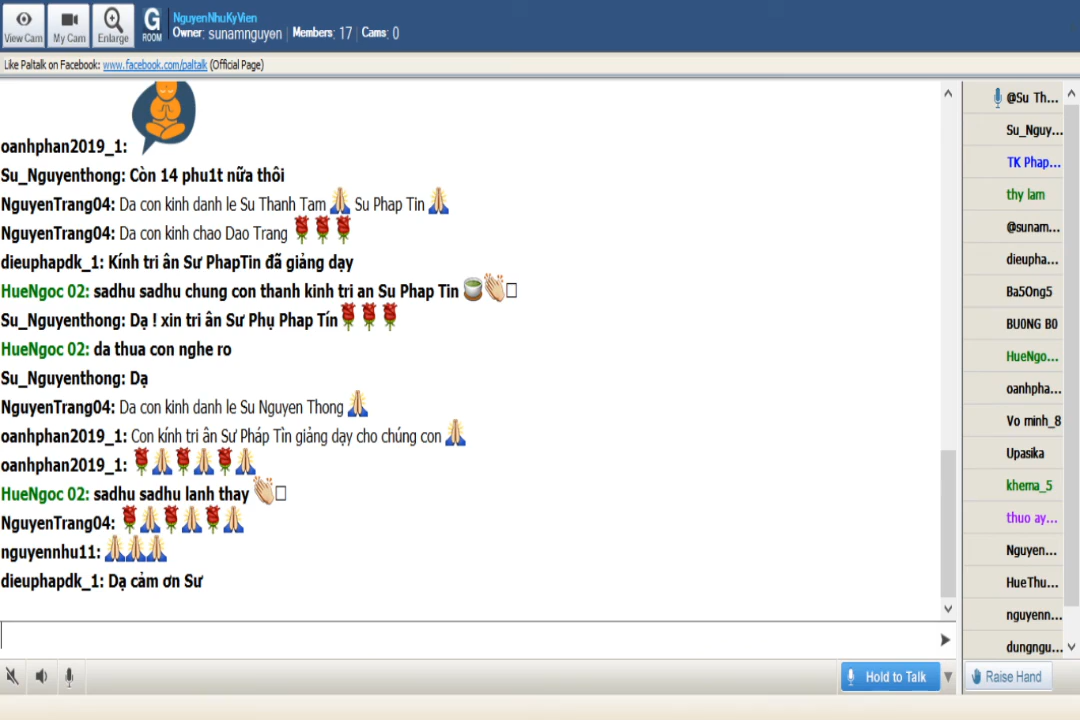 View Cam
My Cam
Enlarge
G
ROOM
NguyenNhuKyVien
Owner: sunamnguyen | Members: 17 | Cams: 0
Like Paltalk on Facebook: www.facebook.com/paltalk (Official Page)
oanhphan2019_1:
Su_Nguyenthong: Còn 14 phu1t nữa thôi
NguyenTrang04: Da con kinh danh le Su Thanh Tam 🙏 Su Phap Tin 🙏
NguyenTrang04: Da con kinh chao Dao Trang 🌹🌹🌹
dieuphapdk_1: Kính tri ân Sư PhapTin đã giảng dạy
HueNgoc 02: sadhu sadhu chung con thanh kinh tri an Su Phap Tin 🍵👏□
Su_Nguyenthong: Dạ ! xin tri ân Sư Phụ Phap Tín🌹🌹🌹
HueNgoc 02: da thua con nghe ro
Su_Nguyenthong: Dạ
NguyenTrang04: Da con kinh danh le Su Nguyen Thong 🙏
oanhphan2019_1: Con kính tri ân Sư Pháp Tín giảng dạy cho chúng con 🙏
oanhphan2019_1: 🌹🙏🌹🙏🌹🙏
HueNgoc 02: sadhu sadhu lanh thay 👏□
NguyenTrang04: 🌹🙏🌹🙏🌹🙏
nguyennhu11: 🙏🙏🙏
dieuphapdk_1: Dạ cảm ơn Sư
@Su Th...
Su_Nguy...
TK Phap...
thy lam
@sunam...
dieupha...
Ba5Ong5
BU0NG B0
HueNgo...
oanhpha...
Vo minh_8
Upasika
khema_5
thuo ay...
Nguyen...
HueThu...
nguyenn...
dungngu...
Hold to Talk
Raise Hand